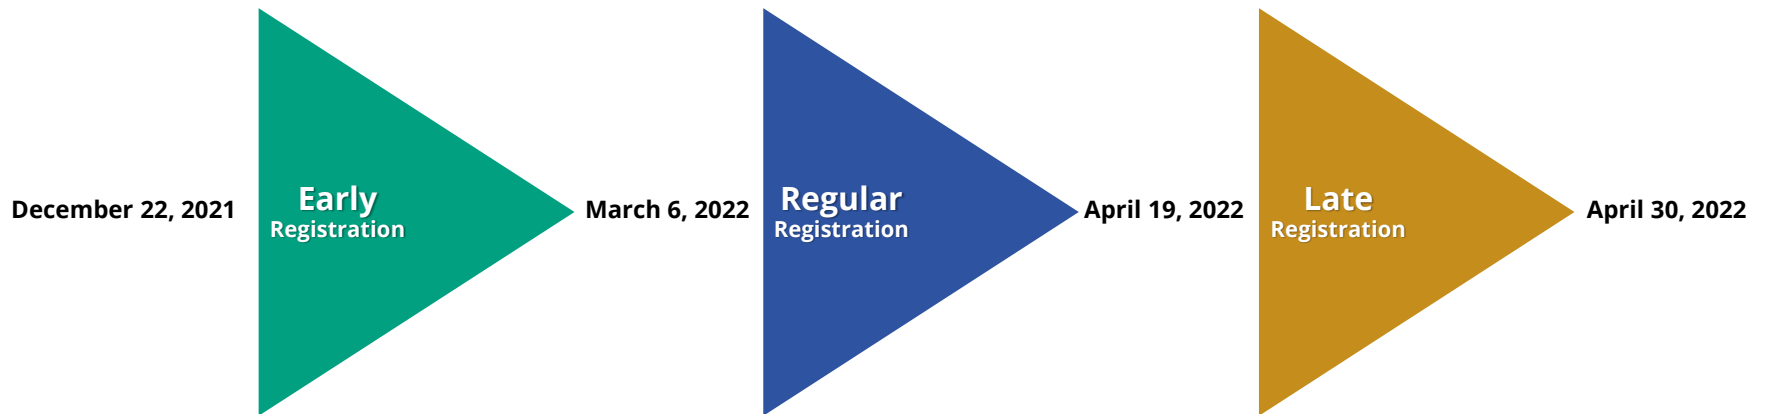 December 22, 2021
Early
Registration
March 6, 2022
Regular
Registration
April 19, 2022
Late
Registration
April 30, 2022